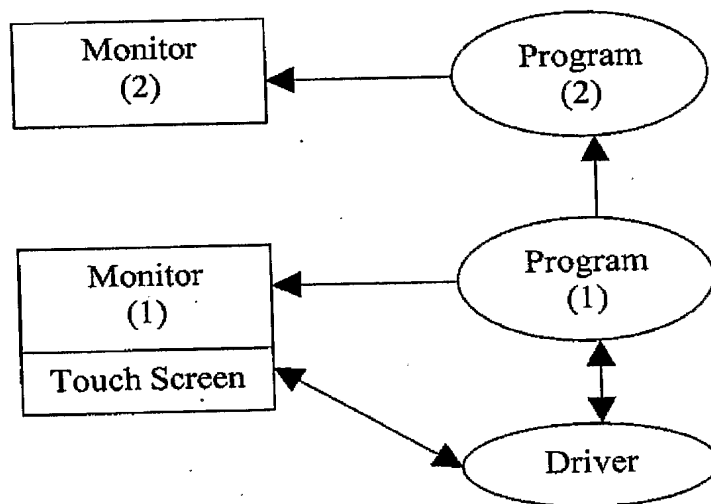 Monitor
(2)
Program
(2)
Monitor
(1)
Program
(1)
Touch Screen
Driver